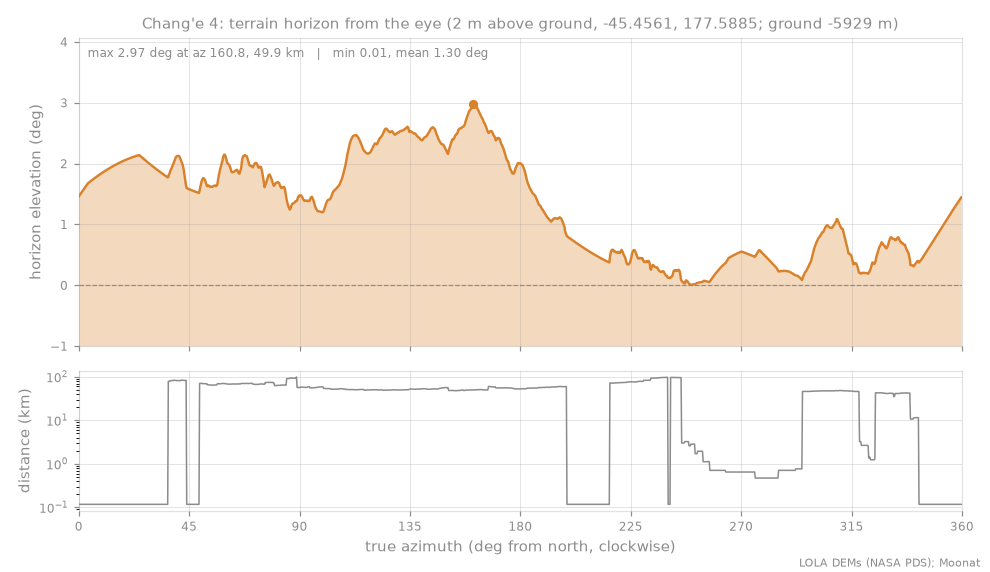 Chang'e 4: terrain horizon from the eye (2 m above ground, -45.4561, 177.5885; ground -5929 m)
max 2.97 deg at az 160.8, 49.9 km | min 0.01, mean 1.30 deg
4
3
2
1
0
−1
horizon elevation (deg)
10²
10¹
10⁰
10⁻¹
distance (km)
0 45 90 135 180 225 270 315 360
true azimuth (deg from north, clockwise)
LOLA DEMs (NASA PDS); Moonat